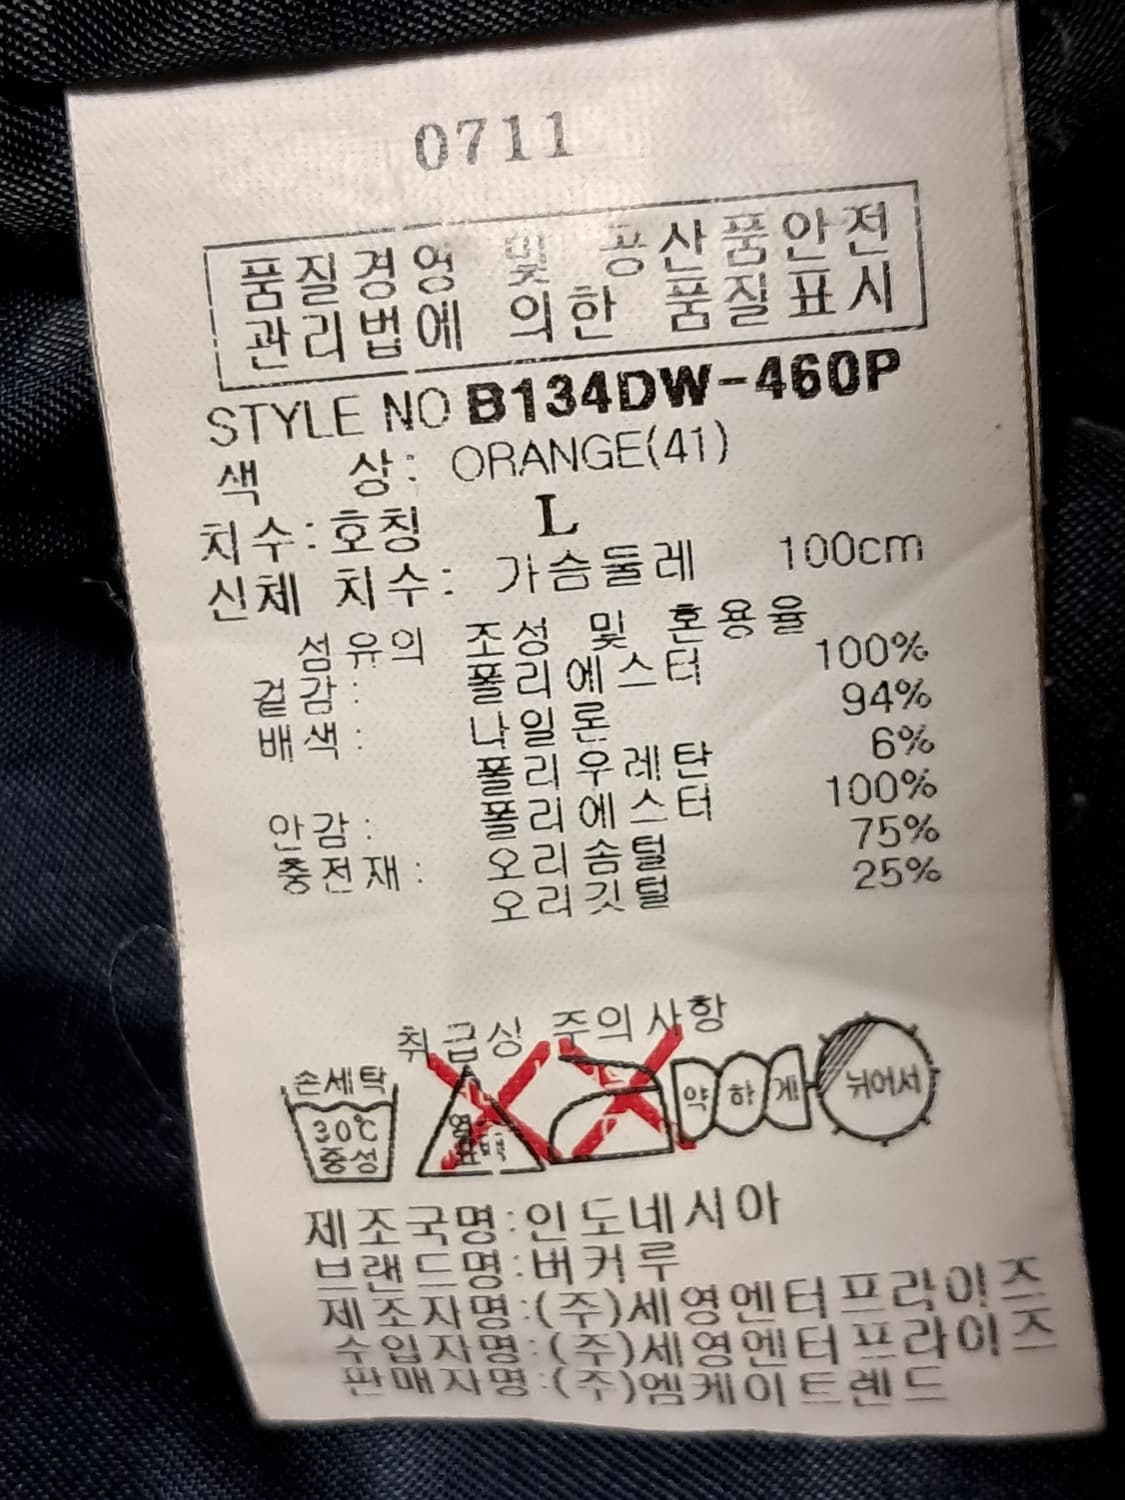 0711
품질경영 및 공산품안전
관리법에 의한 품질표시
STYLE NO B134DW-460P
색 상: ORANGE(41)
치수:호칭 L
신체 치수: 가슴둘레 100cm
섬유의 조성 및 혼용율
겉감: 폴리에스터 100%
배색: 나일론 94%
폴리우레탄 6%
안감: 폴리에스터 100%
충전재: 오리솜털 75%
오리깃털 25%
취급상 주의사항
손세탁
30℃
중성
약하게
뉘어서
제조국명:인도네시아
브랜드명:버커루
제조자명:(주)세영엔터프라이즈
수입자명:(주)세영엔터프라이즈
판매자명:(주)엠케이트렌드